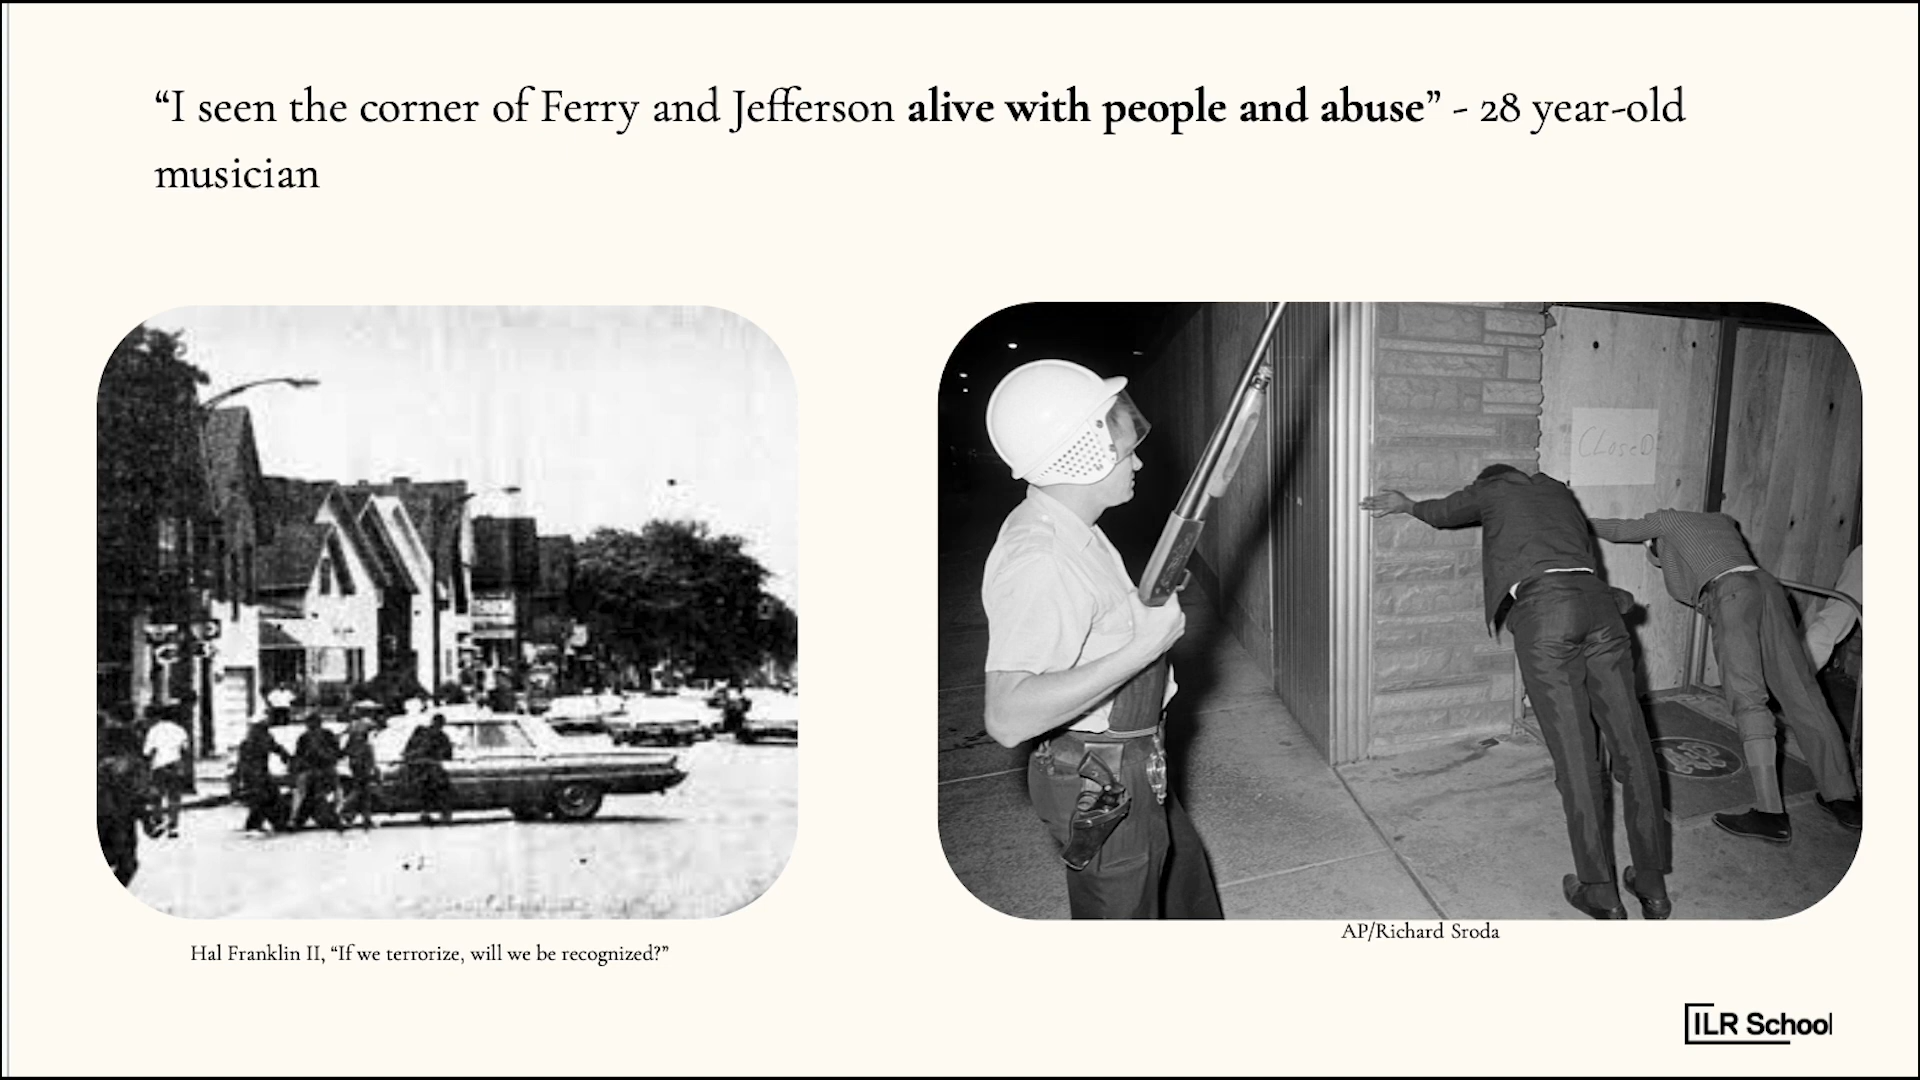 “I seen the corner of Ferry and Jefferson alive with people and abuse” - 28 year-old
musician
CLOSED
Hal Franklin II, “If we terrorize, will we be recognized?”
AP/Richard Sroda
ILR School